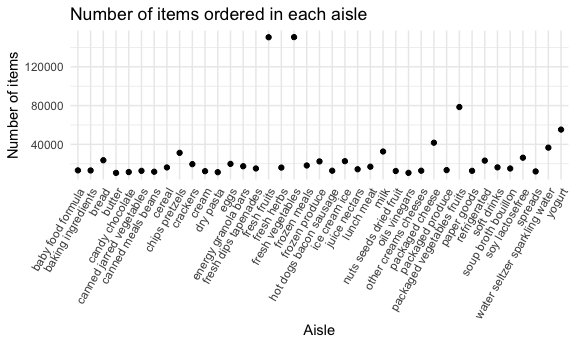 Number of items ordered in each aisle
Number of items
120000
80000
40000
baby food formula
baking ingredients
bread
butter
candy chocolate
canned jarred vegetables
canned meals beans
cereal
chips pretzels
crackers
cream
dry pasta
eggs
energy granola bars
fresh dips tapenades
fresh fruits
fresh herbs
fresh vegetables
frozen meals
frozen produce
hot dogs bacon sausage
ice cream ice
juice nectars
lunch meat
milk
nuts seeds dried fruit
oils vinegars
other creams cheeses
packaged cheese
packaged produce
packaged vegetables fruits
paper goods
refrigerated
soft drinks
soup broth bouillon
soy lactosefree
spreads
water seltzer sparkling water
yogurt
Aisle